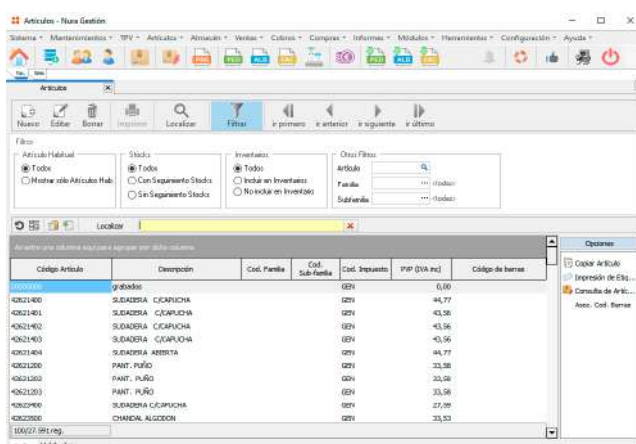 Artículos - Nura Gestión
Sistema Mantenimientos TPV Artículos Almacén Ventas Cobros Compras Informes Módulos Herramientas Configuración Ayuda
Artículos
Nuevo Editar Borrar Imprimir Localizar Filtrar ir primero ir anterior ir siguiente ir último
Filtros
Artículo Habitual Stocks Inventarios Otros Filtros
Todos Todos Todos Artículo
Mostrar sólo Artículos Hab Con Seguimiento Stocks Incluir en Inventarios Familia <todas>
Sin Seguimiento Stocks No incluir en Inventario Subfamilia <todas>
Localizar
Arrastre una columna aquí para agrupar por dicha columna
Opciones
Código Artículo Descripción Cod. Familia Cod. Sub-familia Cod. Impuesto PVP (IVA inc) Código de barras
Copiar Artículo
Impresión de Etiq...
Consulta de Artíc...
Asoc. Cod. Barras
grabados GEN 0,00
42621400 SUDADERA C/CAPUCHA GEN 44,77
42621401 SUDADERA C/CAPUCHA GEN 43,56
42621402 SUDADERA C/CAPUCHA GEN 43,56
42621403 SUDADERA C/CAPUCHA GEN 43,56
42621404 SUDADERA ABIERTA GEN 44,77
42621200 PANT. PUÑO GEN 33,58
42621202 PANT. PUÑO GEN 33,58
42621203 PANT. PUÑO GEN 33,58
42623400 SUDADERA C/CAPUCHA GEN 27,59
42623500 CHANDAL ALGODON GEN 33,53
100/27.591 reg.